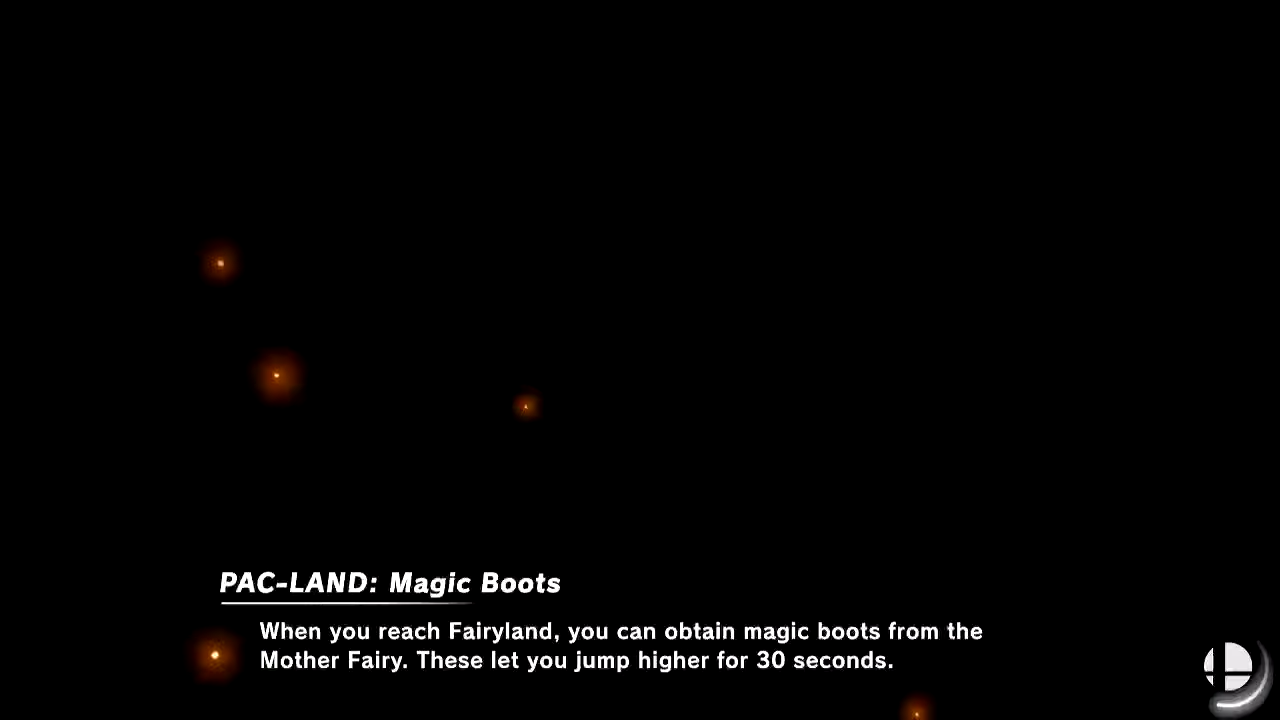 PAC-LAND: Magic Boots
When you reach Fairyland, you can obtain magic boots from the
Mother Fairy. These let you jump higher for 30 seconds.